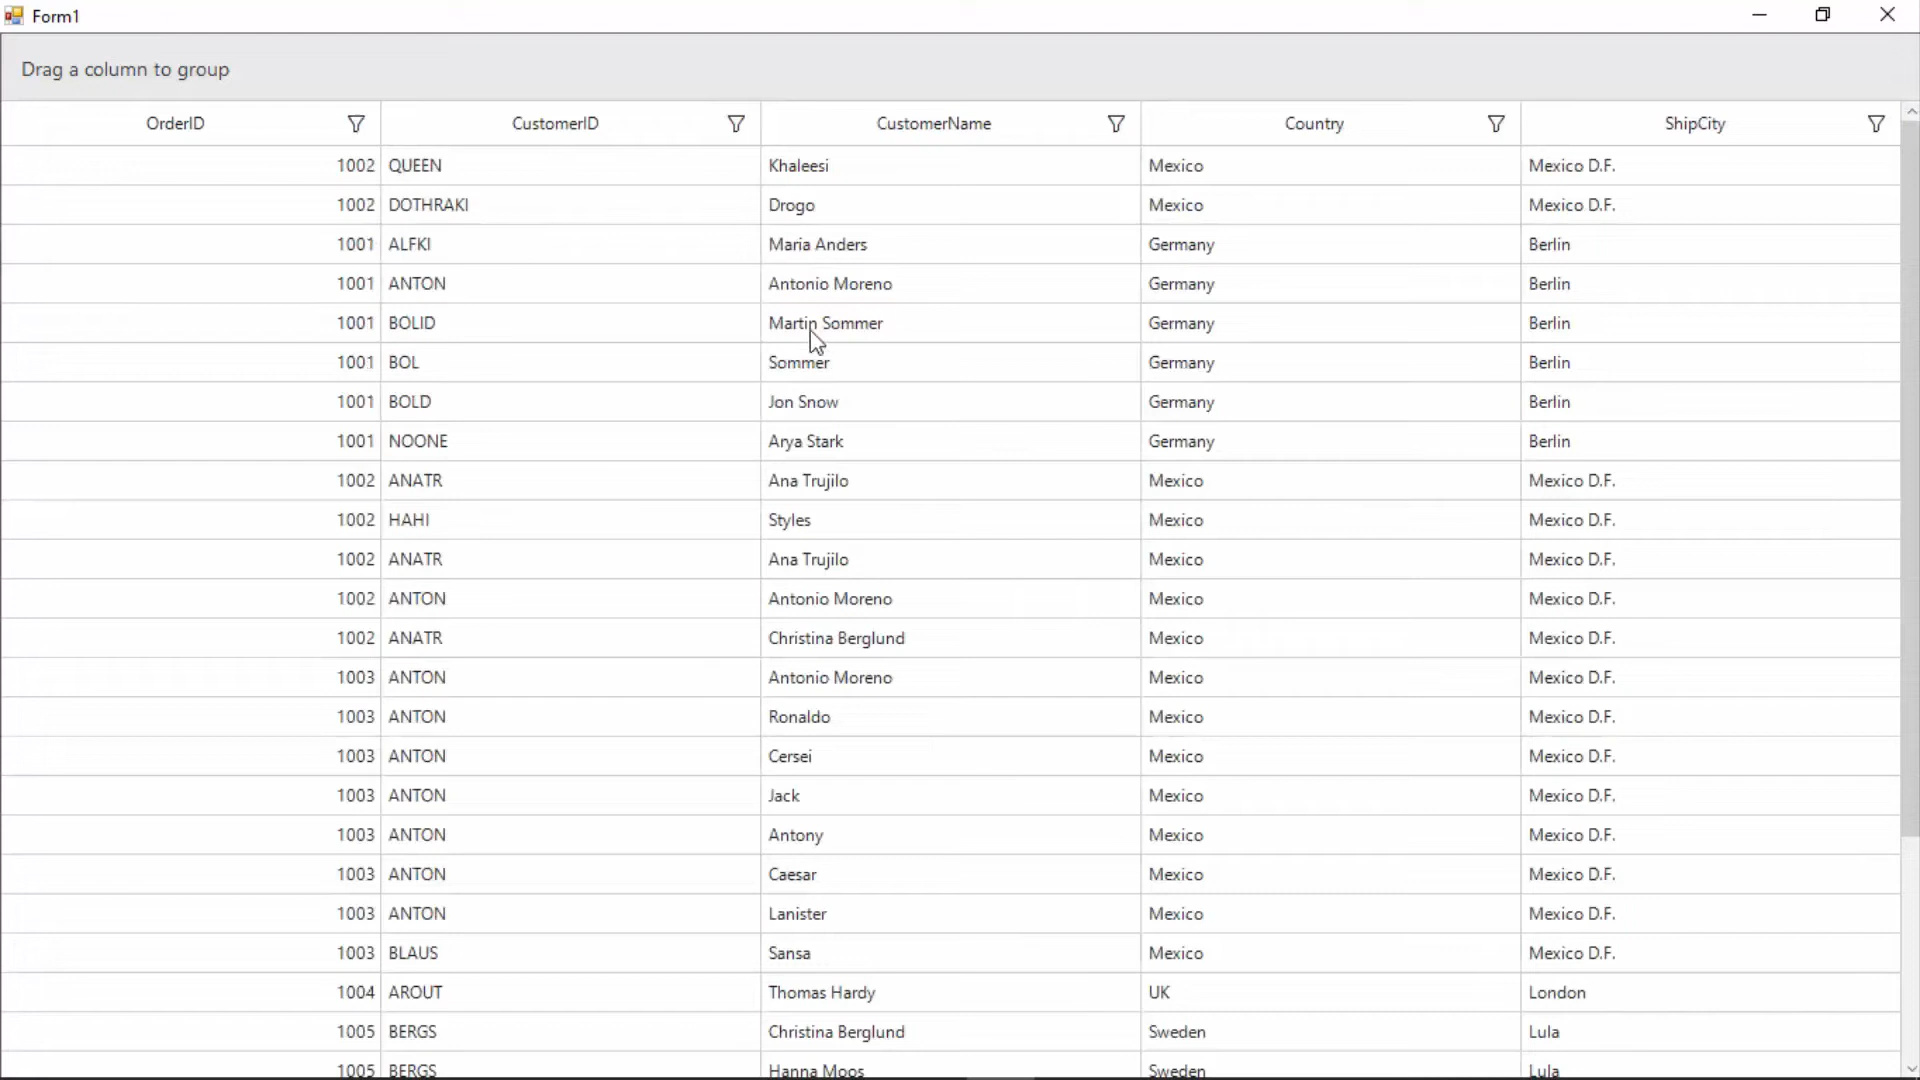 Form1
Drag a column to group
OrderID CustomerID CustomerName Country ShipCity
1002 QUEEN Khaleesi Mexico Mexico D.F.
1002 DOTHRAKI Drogo Mexico Mexico D.F.
1001 ALFKI Maria Anders Germany Berlin
1001 ANTON Antonio Moreno Germany Berlin
1001 BOLID Martin Sommer Germany Berlin
1001 BOL Sommer Germany Berlin
1001 BOLD Jon Snow Germany Berlin
1001 NOONE Arya Stark Germany Berlin
1002 ANATR Ana Trujilo Mexico Mexico D.F.
1002 HAHI Styles Mexico Mexico D.F.
1002 ANATR Ana Trujilo Mexico Mexico D.F.
1002 ANTON Antonio Moreno Mexico Mexico D.F.
1002 ANATR Christina Berglund Mexico Mexico D.F.
1003 ANTON Antonio Moreno Mexico Mexico D.F.
1003 ANTON Ronaldo Mexico Mexico D.F.
1003 ANTON Cersei Mexico Mexico D.F.
1003 ANTON Jack Mexico Mexico D.F.
1003 ANTON Antony Mexico Mexico D.F.
1003 ANTON Caesar Mexico Mexico D.F.
1003 ANTON Lanister Mexico Mexico D.F.
1003 BLAUS Sansa Mexico Mexico D.F.
1004 AROUT Thomas Hardy UK London
1005 BERGS Christina Berglund Sweden Lula
1005 BERGS Hanna Moos Sweden Lula